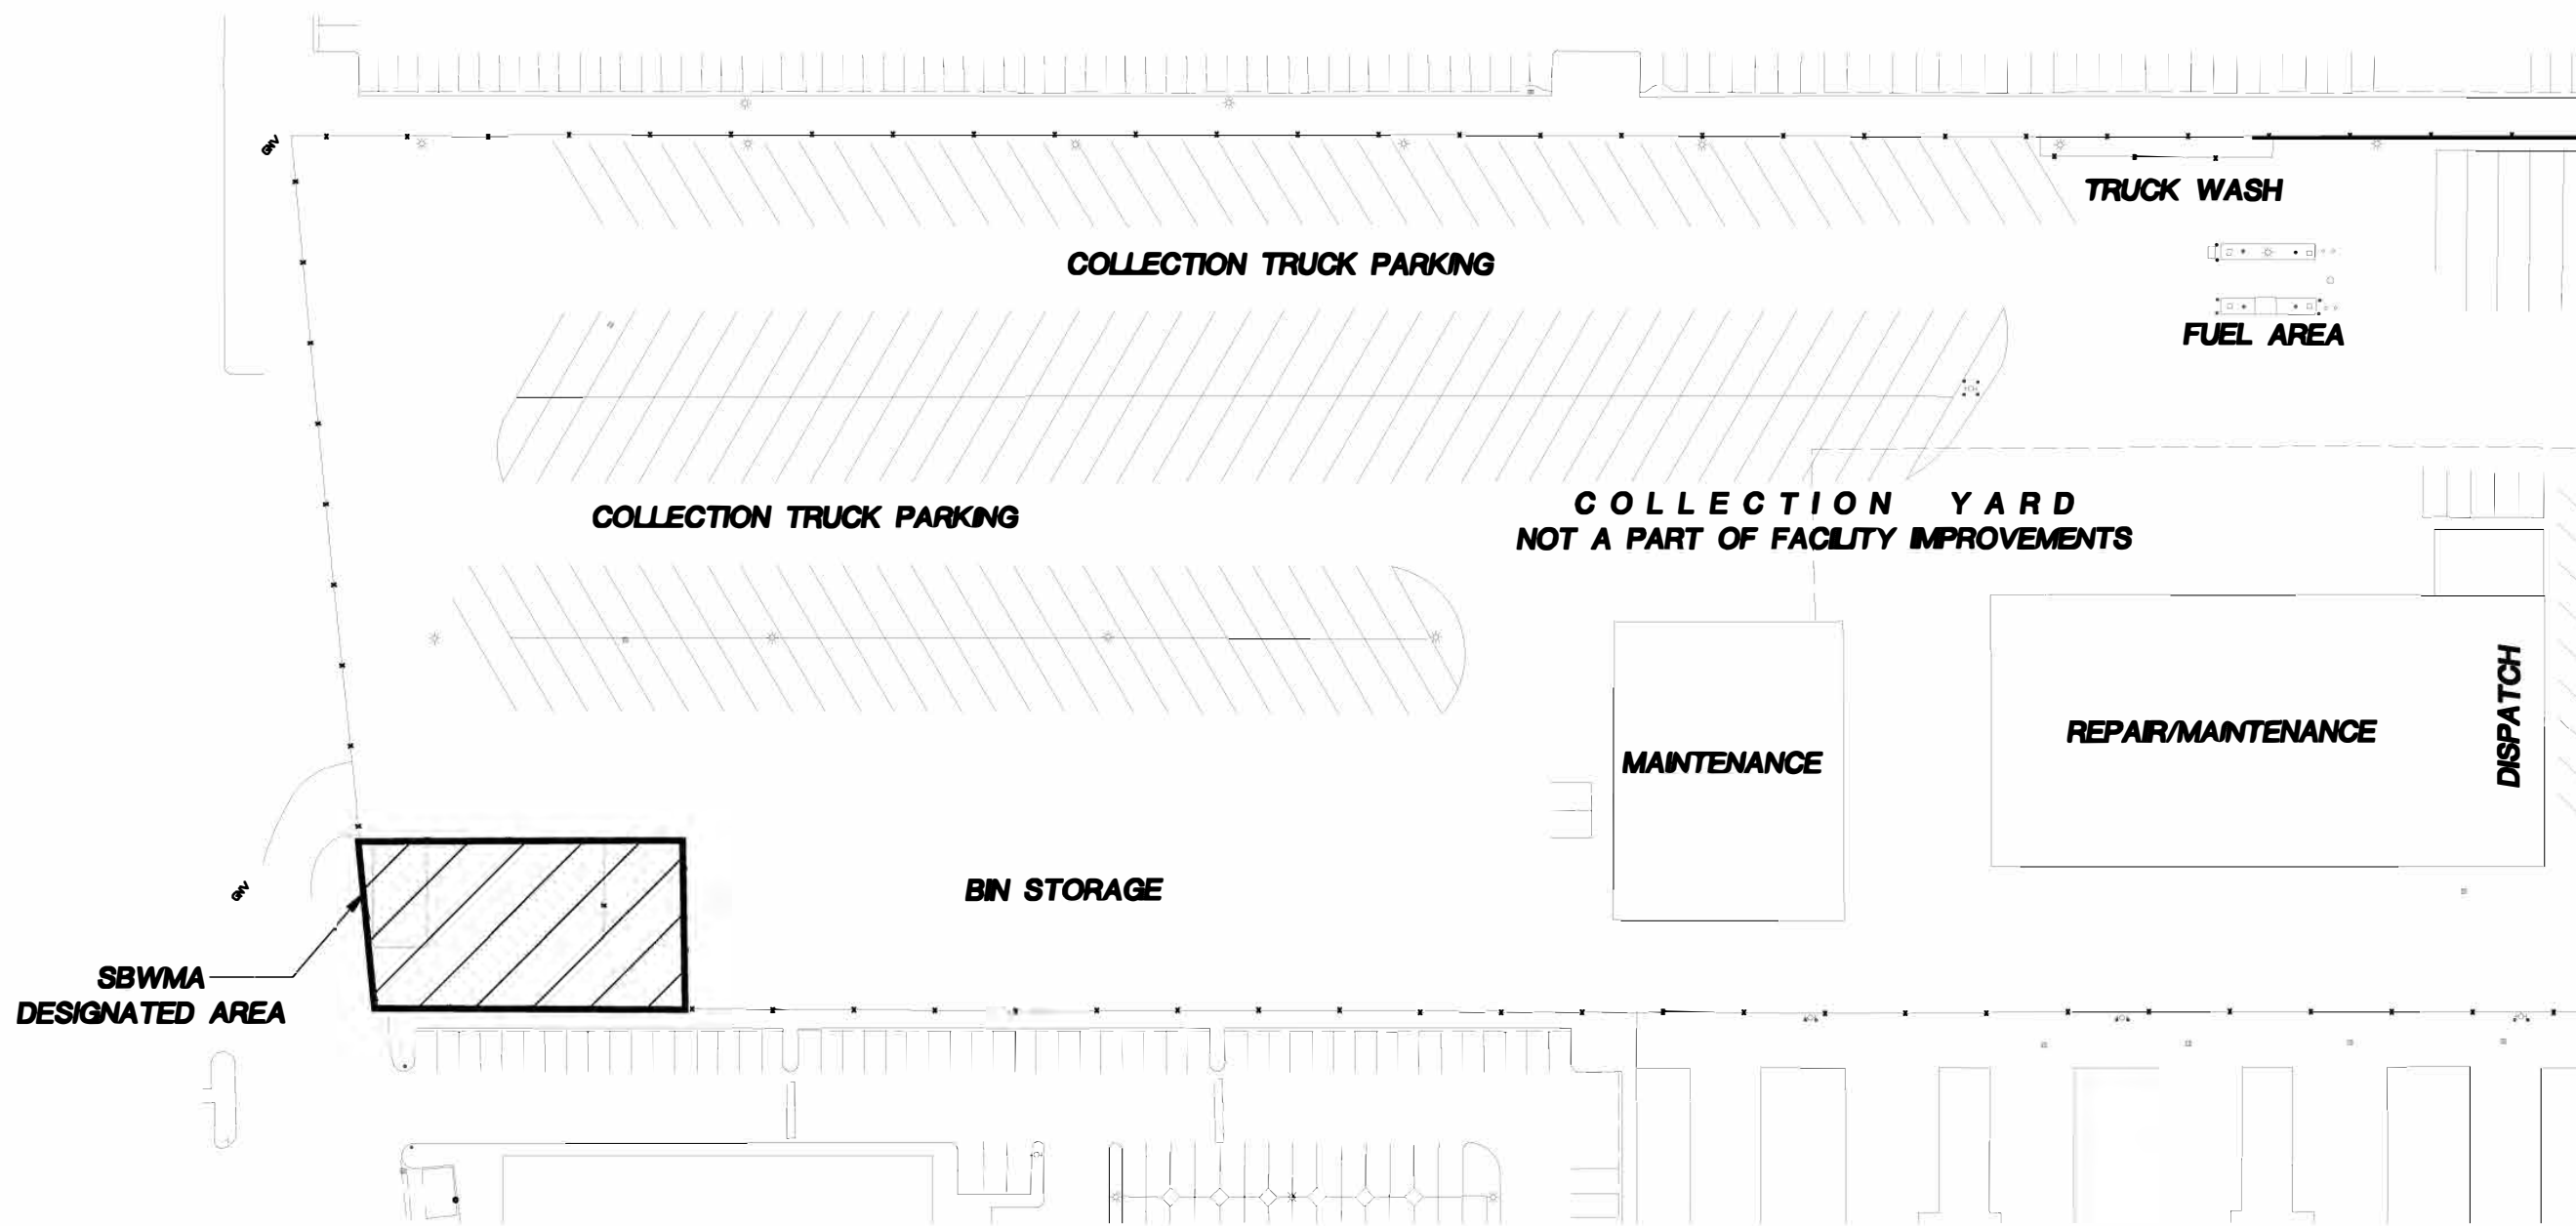 TRUCK WASH
COLLECTION TRUCK PARKING
FUEL AREA
COLLECTION YARD
NOT A PART OF FACILITY IMPROVEMENTS
COLLECTION TRUCK PARKING
DISPATCH
REPAIR/MAINTENANCE
MAINTENANCE
BIN STORAGE
SBWMA
DESIGNATED AREA